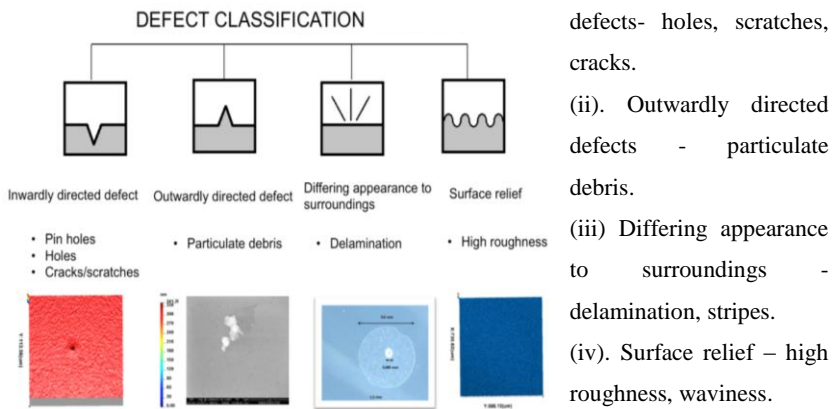 DEFECT CLASSIFICATION
Inwardly directed defect
• Pin holes
• Holes
• Cracks/scratches
Outwardly directed defect
• Particulate debris
Differing appearance to
surroundings
• Delamination
Surface relief
• High roughness
defects- holes, scratches,
cracks.
(ii). Outwardly directed
defects - particulate
debris.
(iii) Differing appearance
to surroundings -
delamination, stripes.
(iv). Surface relief – high
roughness, waviness.